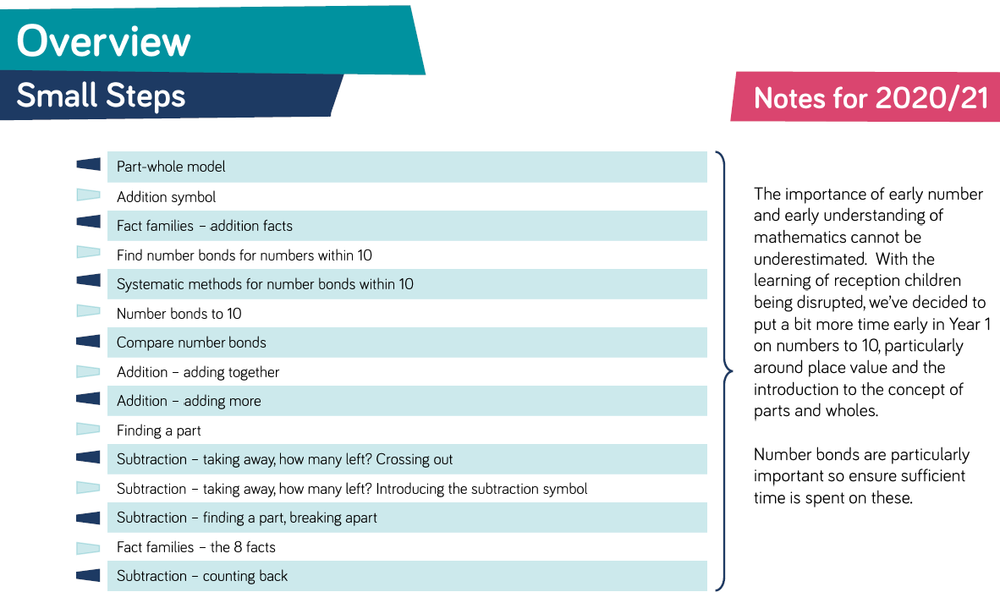 Overview
Small Steps
Notes for 2020/21
Part-whole model
Addition symbol
Fact families – addition facts
Find number bonds for numbers within 10
Systematic methods for number bonds within 10
Number bonds to 10
Compare number bonds
Addition – adding together
Addition – adding more
Finding a part
Subtraction – taking away, how many left? Crossing out
Subtraction – taking away, how many left? Introducing the subtraction symbol
Subtraction – finding a part, breaking apart
Fact families – the 8 facts
Subtraction – counting back
The importance of early number
and early understanding of
mathematics cannot be
underestimated.  With the
learning of reception children
being disrupted, we've decided to
put a bit more time early in Year 1
on numbers to 10, particularly
around place value and the
introduction to the concept of
parts and wholes.
Number bonds are particularly
important so ensure sufficient
time is spent on these.